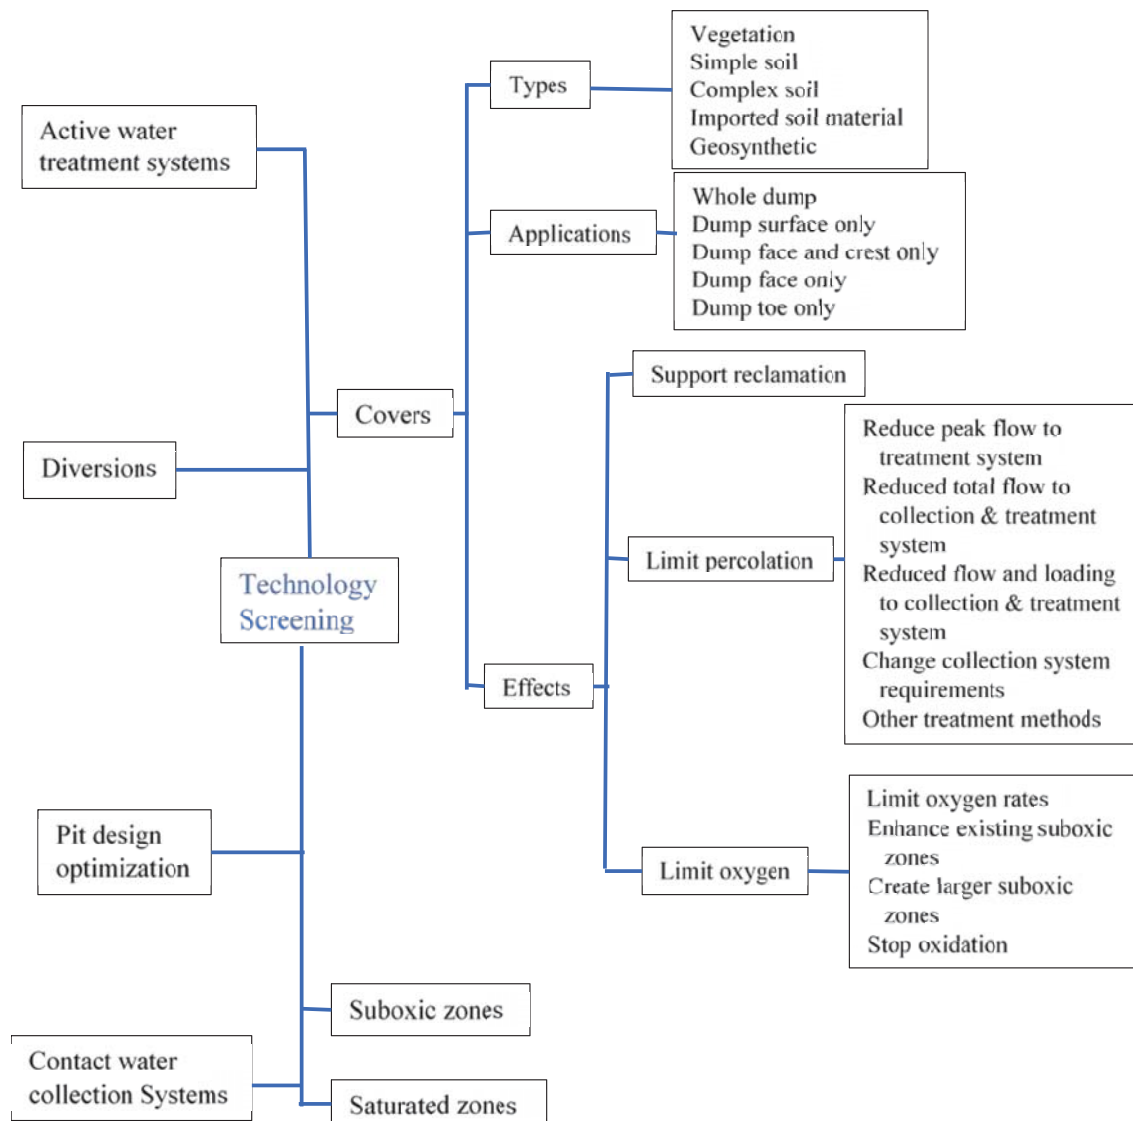 Active water
treatment systems
Diversions
Technology
Screening
Pit design
optimization
Contact water
collection Systems
Suboxic zones
Saturated zones
Covers
Types
Vegetation
Simple soil
Complex soil
Imported soil material
Geosynthetic
Applications
Whole dump
Dump surface only
Dump face and crest only
Dump face only
Dump toe only
Effects
Support reclamation
Limit percolation
Reduce peak flow to
treatment system
Reduced total flow to
collection & treatment
system
Reduced flow and loading
to collection & treatment
system
Change collection system
requirements
Other treatment methods
Limit oxygen
Limit oxygen rates
Enhance existing suboxic
zones
Create larger suboxic
zones
Stop oxidation